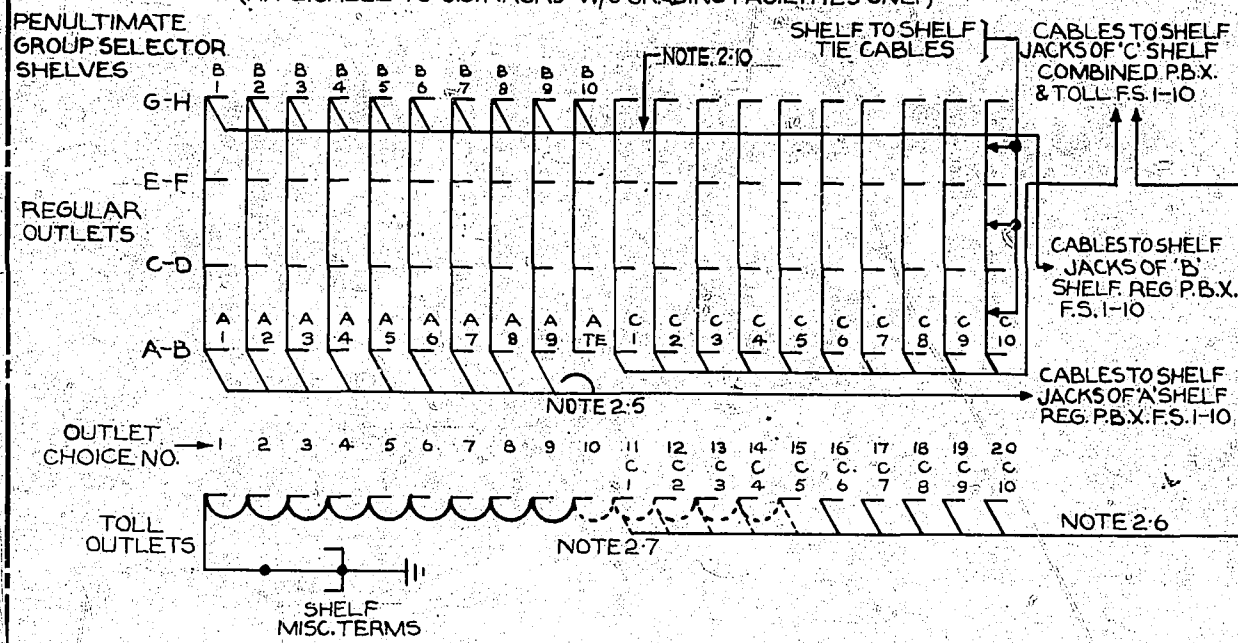 PENULTIMATE
GROUP SELECTOR
SHELVES
SHELF TO SHELF
TIE CABLES
CABLES TO SHELF
JACKS OF 'C' SHELF
COMBINED P.B.X.
& TOLL F.S. 1-10
NOTE 2·10
B B B B B B B B B B
1 2 3 4 5 6 7 8 9 10
G-H
E-F
REGULAR
OUTLETS
C-D
CABLES TO SHELF
JACKS OF 'B'
SHELF REG P.B.X.
F.S. 1-10
A A A A A A A A A A C C C C C C C C C C
1 2 3 4 5 6 7 8 9 TE 1 2 3 4 5 6 7 8 9 10
A-B
CABLES TO SHELF
JACKS OF 'A' SHELF
REG. P.B.X. F.S. 1-10
NOTE 2·5
OUTLET
CHOICE NO.
1 2 3 4 5 6 7 8 9 10 11 12 13 14 15 16 17 18 19 20
C C C C C C C C C C
1 2 3 4 5 6 7 8 9 10
TOLL
OUTLETS
NOTE 2·6
NOTE 2·7
SHELF
MISC. TERMS